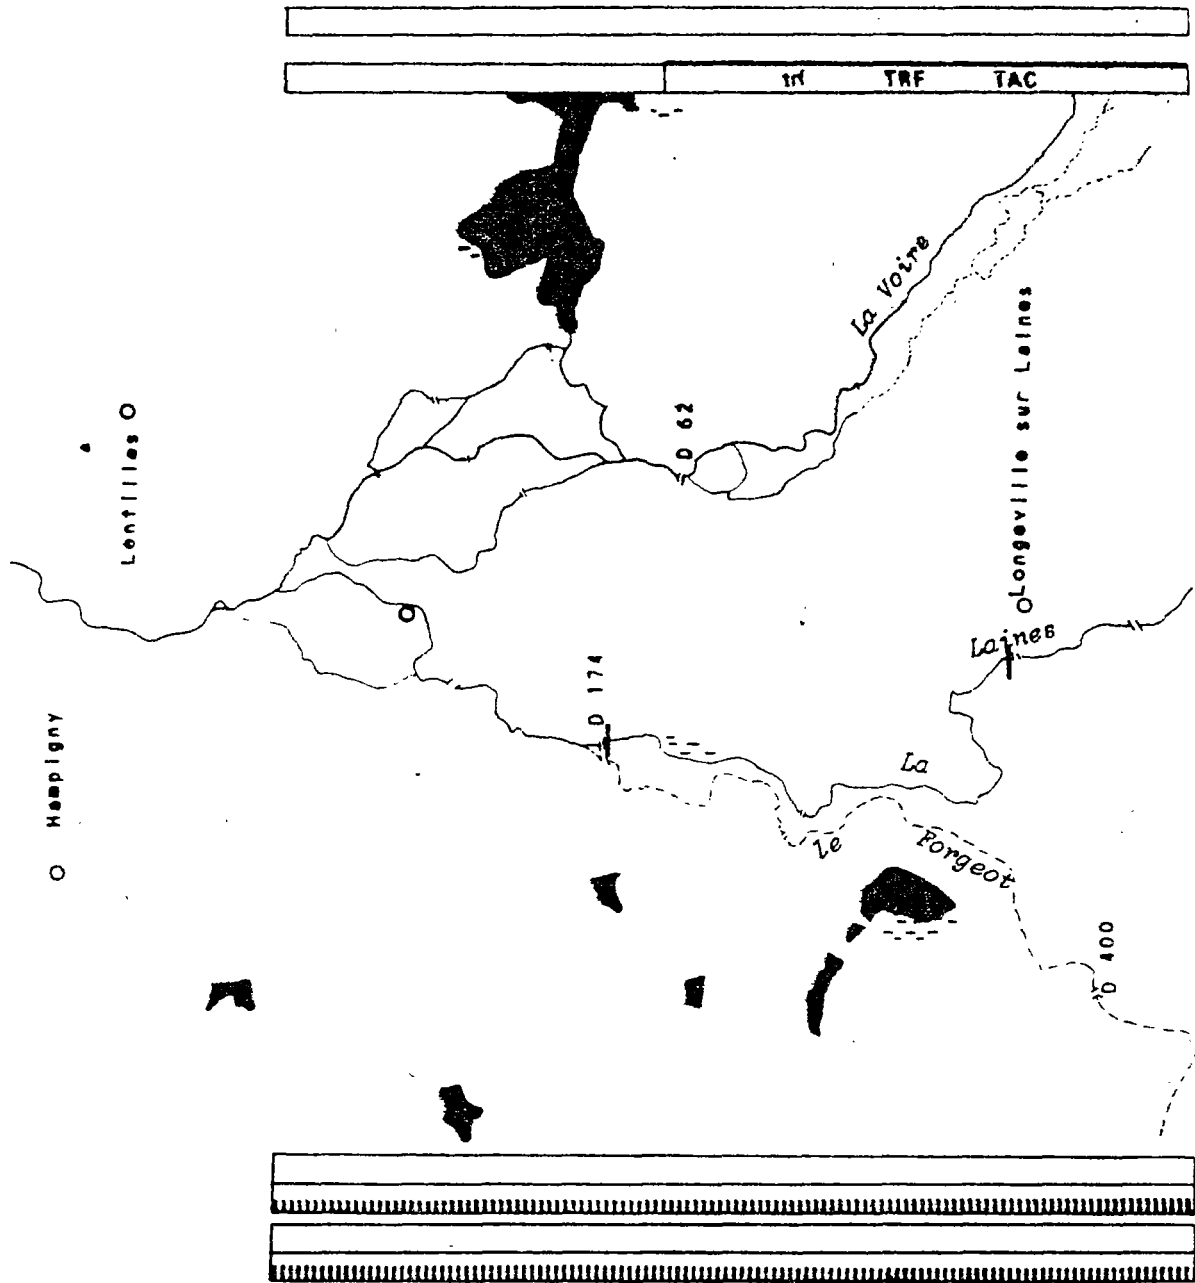 trf TRF TAC
La Voire
D 62
Lentilles
Longeville sur Laines
Laines
D 174
Hampigny
La
Le Forgeot
D 400